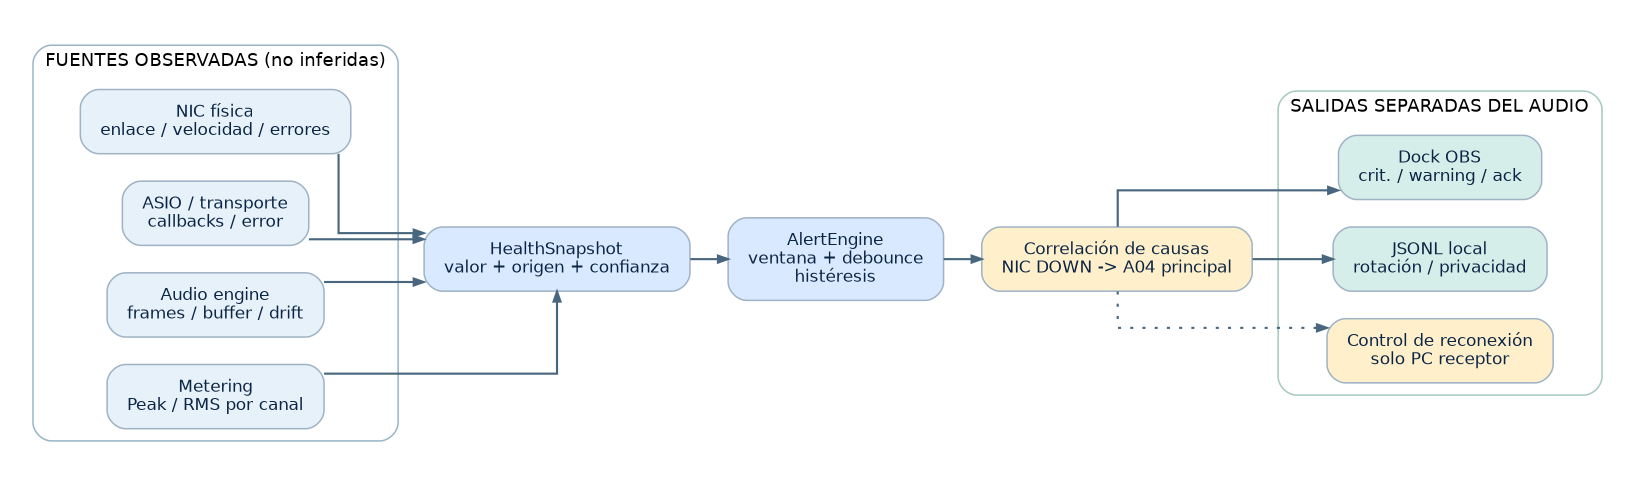 FUENTES OBSERVADAS (no inferidas)
NIC física
enlace / velocidad / errores
ASIO / transporte
callbacks / error
Audio engine
frames / buffer / drift
Metering
Peak / RMS por canal
HealthSnapshot
valor + origen + confianza
AlertEngine
ventana + debounce
histéresis
Correlación de causas
NIC DOWN -> A04 principal
SALIDAS SEPARADAS DEL AUDIO
Dock OBS
crit. / warning / ack
JSONL local
rotación / privacidad
Control de reconexión
solo PC receptor